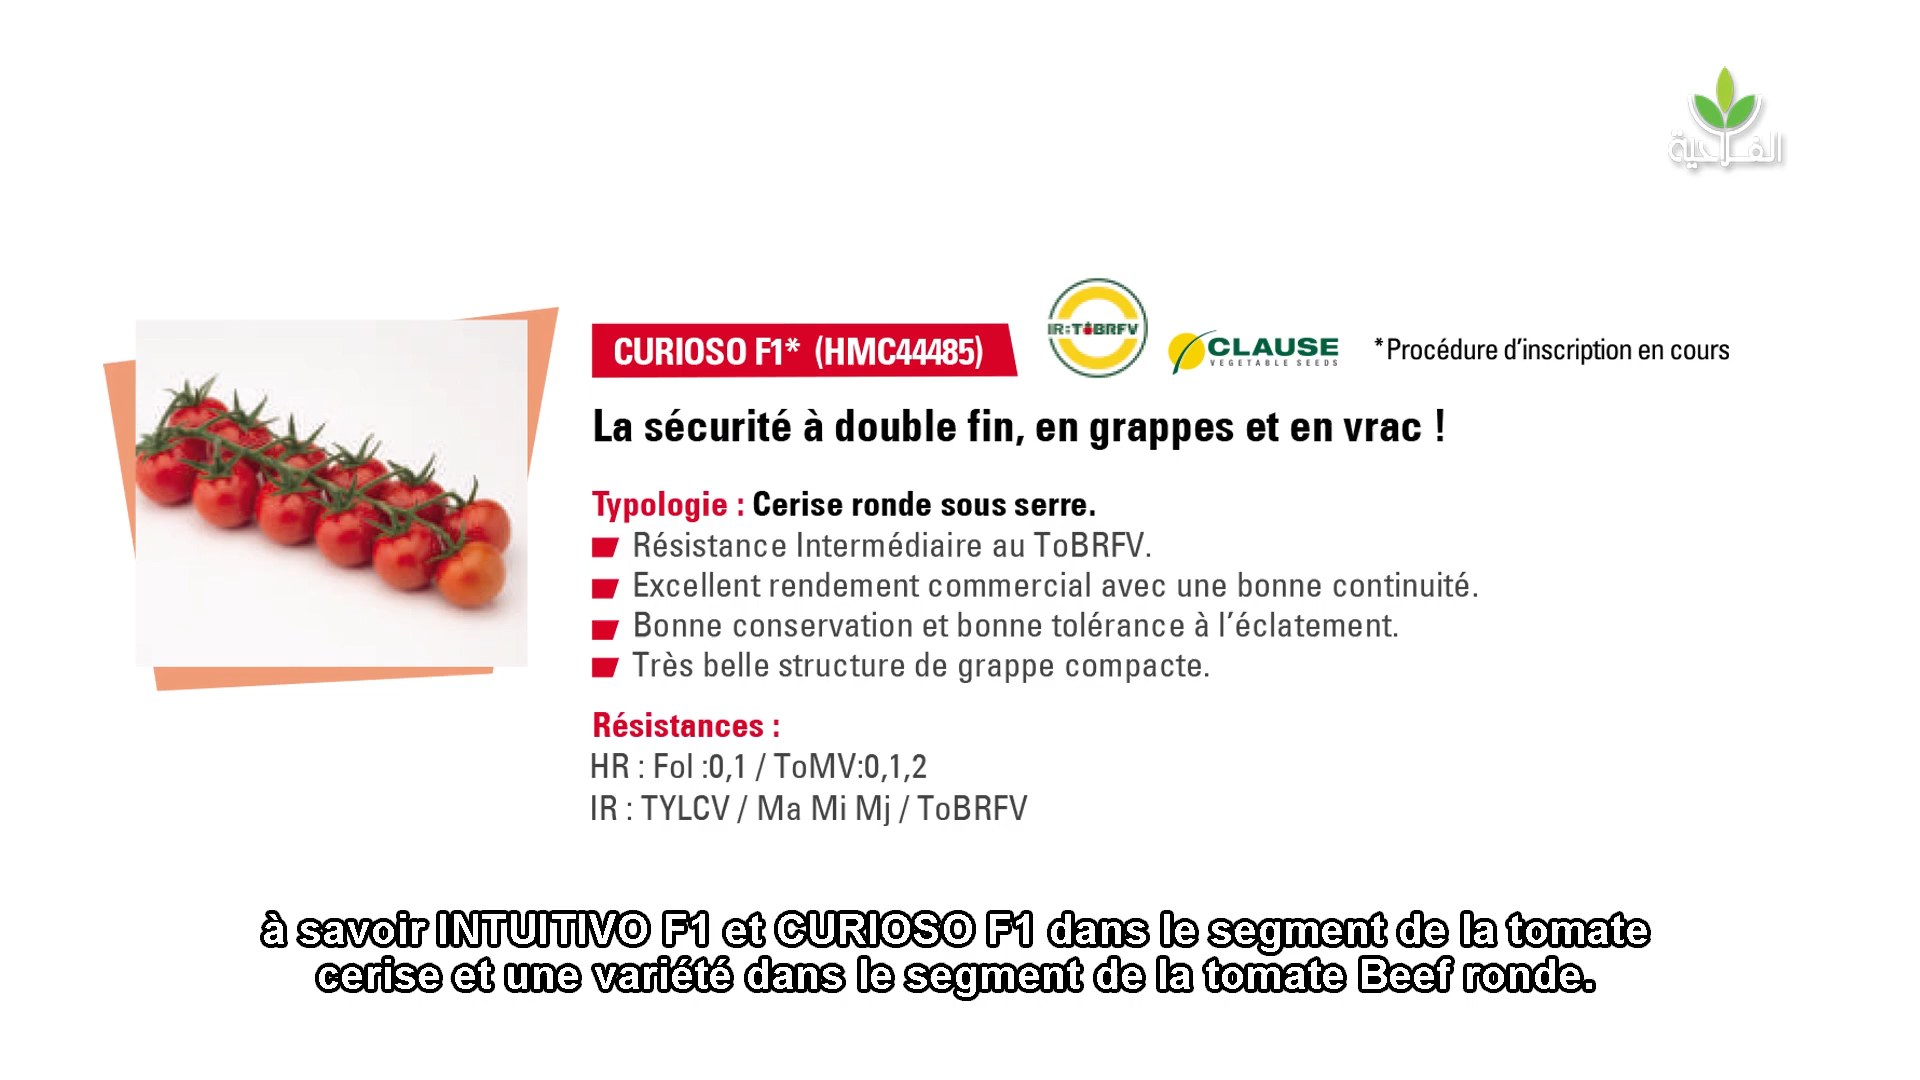 الفلاحية
CURIOSO F1* (HMC44485)
IR:ToBRFV
CLAUSE
VEGETABLE SEEDS
*Procédure d’inscription en cours
La sécurité à double fin, en grappes et en vrac !
Typologie : Cerise ronde sous serre.
Résistance Intermédiaire au ToBRFV.
Excellent rendement commercial avec une bonne continuité.
Bonne conservation et bonne tolérance à l’éclatement.
Très belle structure de grappe compacte.
Résistances :
HR : Fol :0,1 / ToMV:0,1,2
IR : TYLCV / Ma Mi Mj / ToBRFV
à savoir INTUITIVO F1 et CURIOSO F1 dans le segment de la tomate
cerise et une variété dans le segment de la tomate Beef ronde.